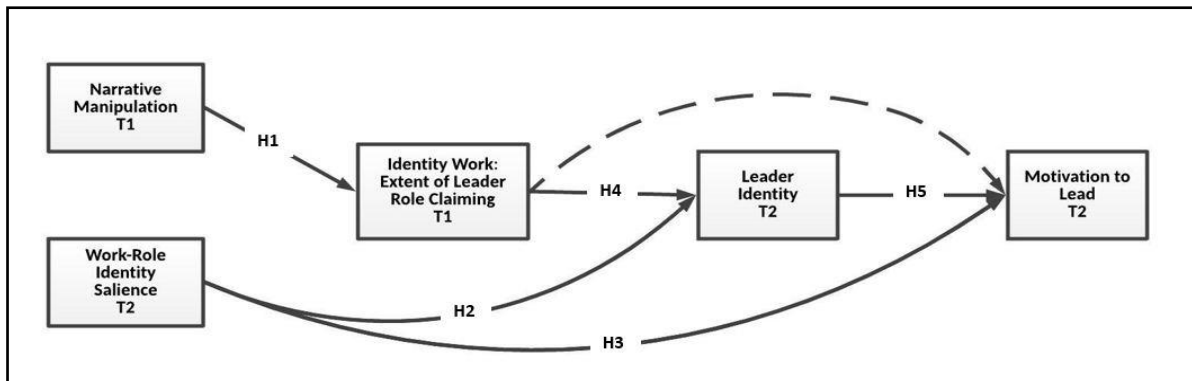 Narrative
Manipulation
T1
H1
Identity Work:
Extent of Leader
Role Claiming
T1
H4
Leader
Identity
T2
H5
Motivation to
Lead
T2
Work-Role
Identity
Salience
T2
H2
H3